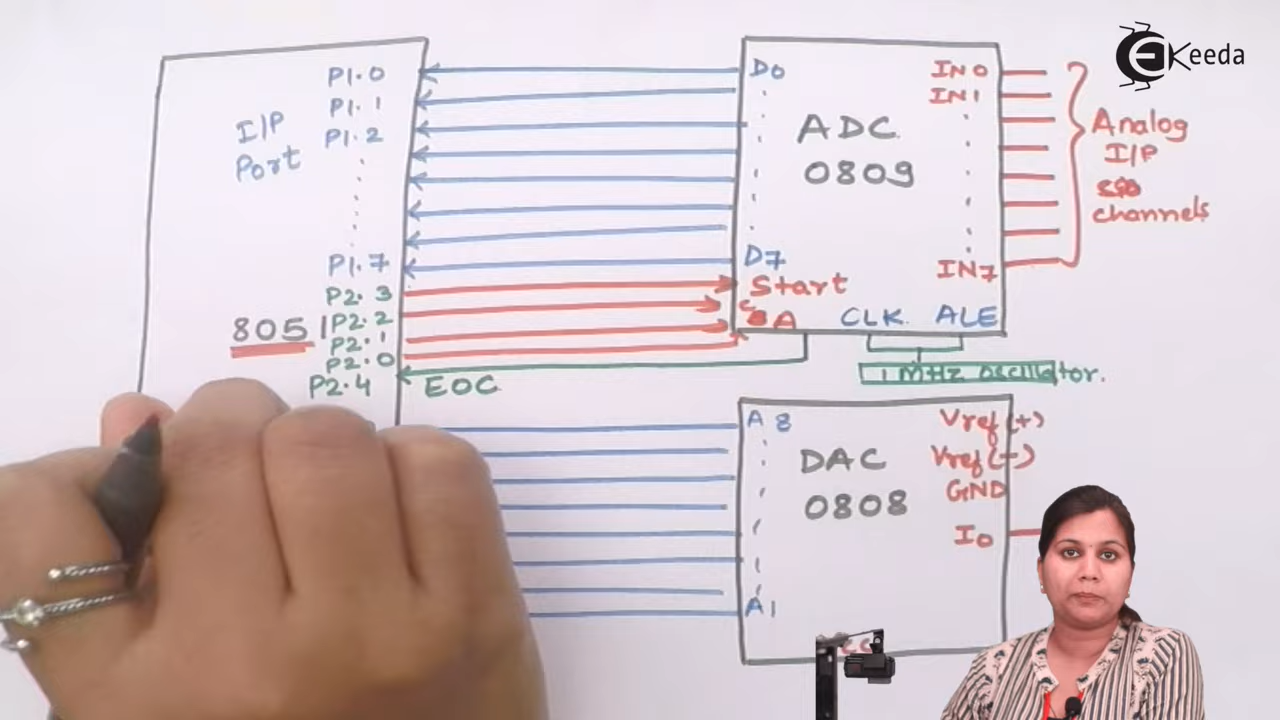 Keeda
P1.0
P1.1
P1.2
I/P
Port
P1.7
P2.3
P2.2
8051
P2.1
P2.0
P2.4
EOC
D0
ADC
0809
D7
Start
C
B A
CLK
ALE
IN0
IN1
IN7
Analog
I/P
channels
1 MHz oscillator.
A8
DAC
0808
A1
Vref(+)
Vref(-)
GND
Io